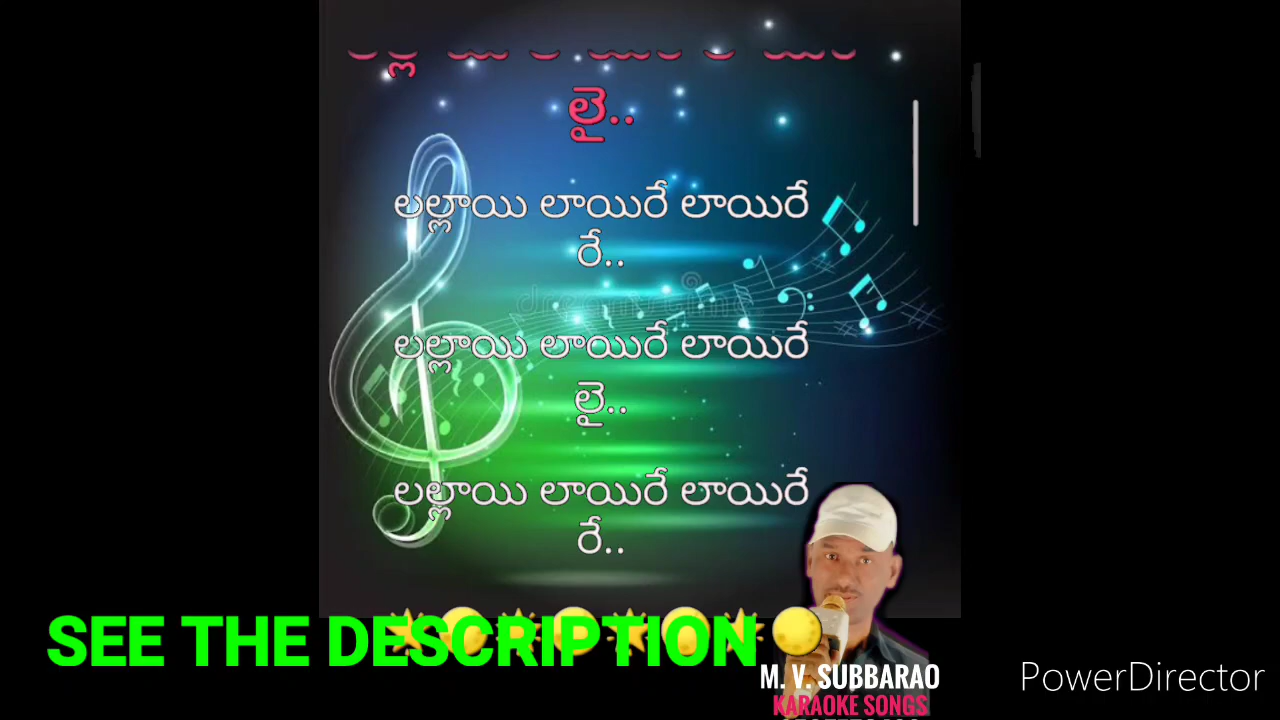 లై..
లల్లాయి లాయిరే లాయిరే
రే..
లల్లాయి లాయిరే లాయిరే
లై..
లల్లాయి లాయిరే లాయిరే
రే..
SEE THE DESCRIPTION
M. V. SUBBARAO
KARAOKE SONGS
PowerDirector